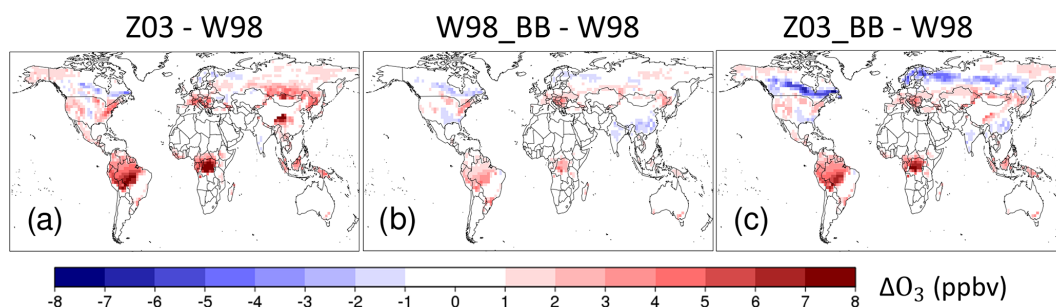 Z03 - W98
W98_BB - W98
Z03_BB - W98
(a)
(b)
(c)
-8 -7 -6 -5 -4 -3 -2 -1 0 1 2 3 4 5 6 7 8
ΔO₃ (ppbv)